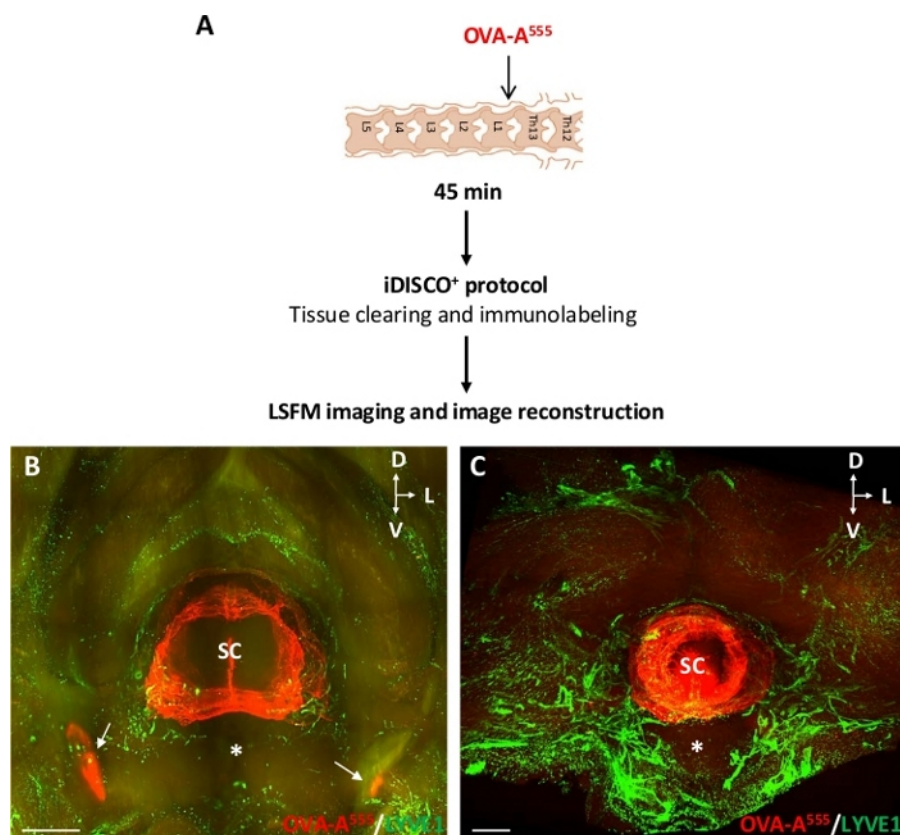 A
OVA-A⁵⁵⁵
L5 L4 L3 L2 L1 Th13 Th12
45 min
iDISCO⁺ protocol
Tissue clearing and immunolabeling
LSFM imaging and image reconstruction
B
D
L
V
SC
*
OVA-A⁵⁵⁵/LYVE1
C
D
L
V
SC
*
OVA-A⁵⁵⁵/LYVE1